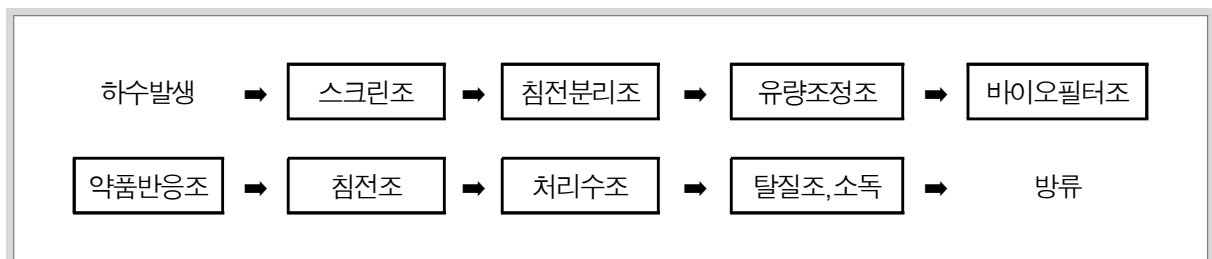 하수발생 ➡ 스크린조 ➡ 침전분리조 ➡ 유량조정조 ➡ 바이오필터조
약품반응조 ➡ 침전조 ➡ 처리수조 ➡ 탈질조,소독 ➡ 방류